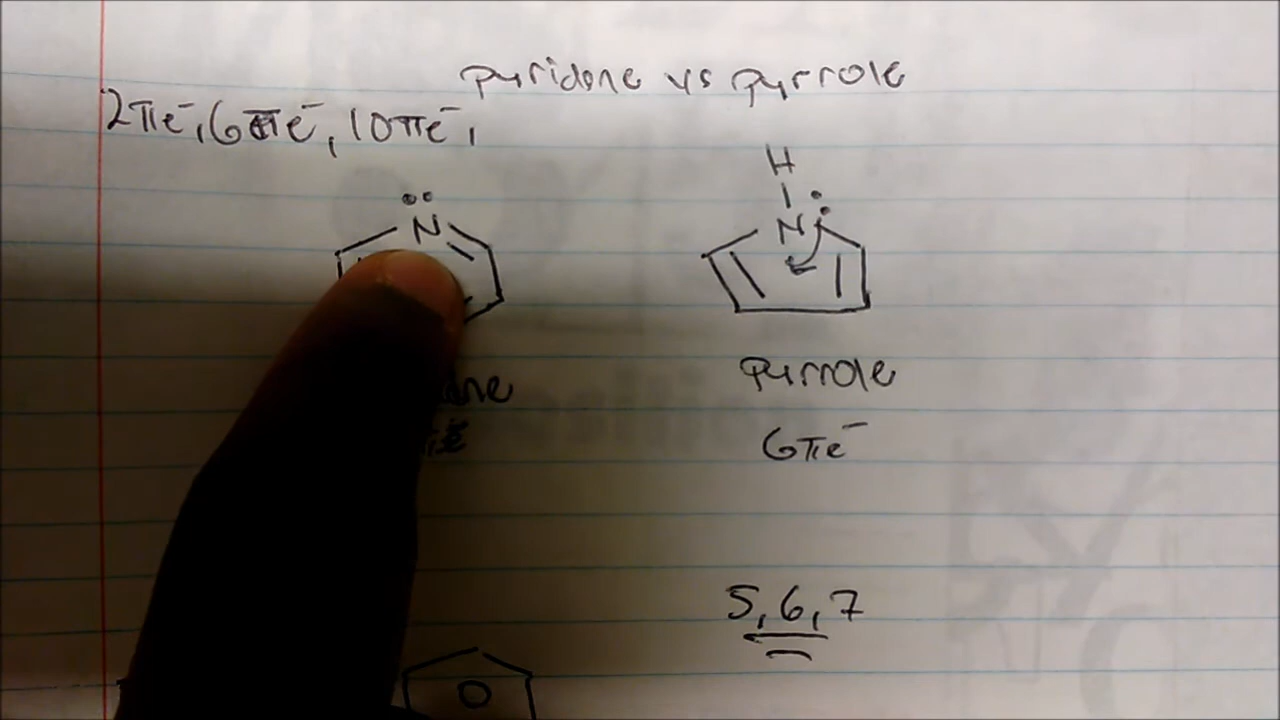 pyridine vs pyrrole
2πe⁻, 6πe⁻, 10πe⁻,
H
N
N
pyrrole
6πe⁻
5, 6, 7